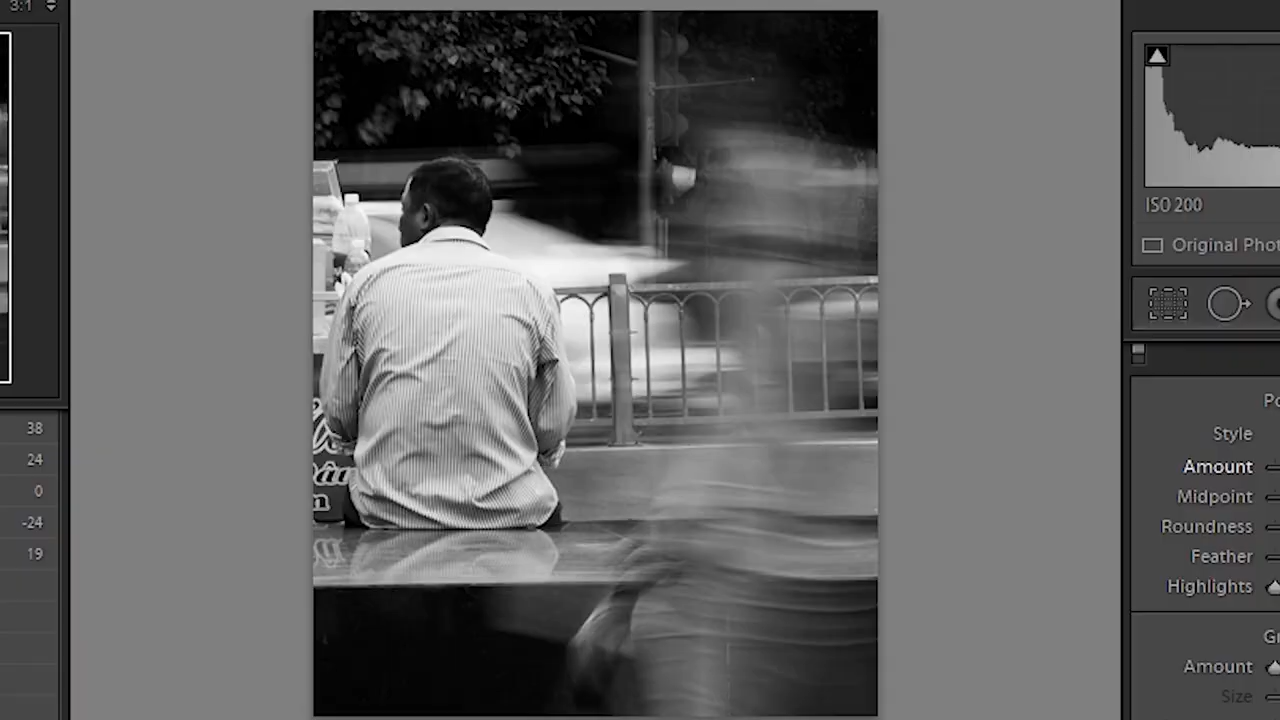 3:1
38
24
0
-24
19
ISO 200
Original Phot
Style
Amount
Midpoint
Roundness
Feather
Highlights
Amount
Size